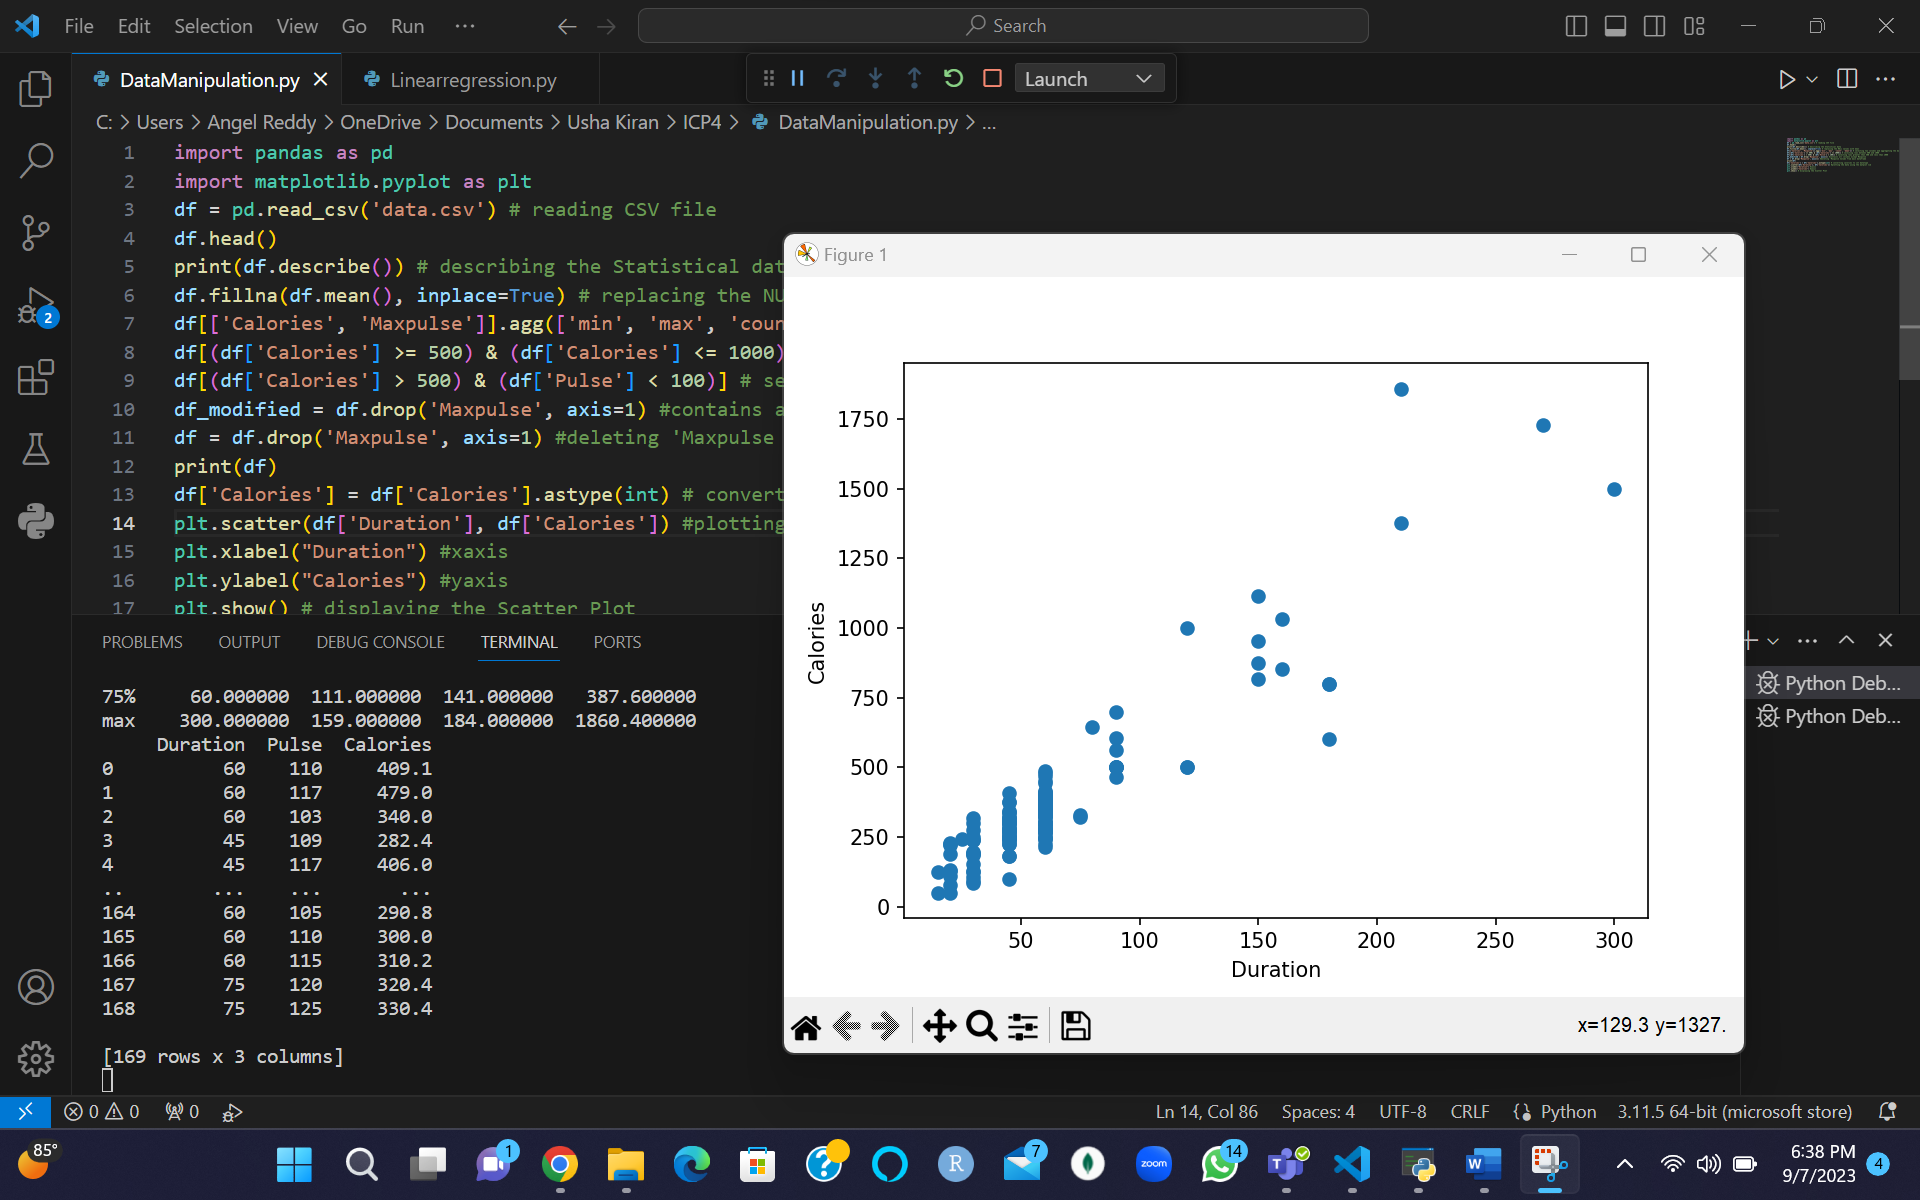 File Edit Selection View Go Run ··· Search
DataManipulation.py Linearregression.py Launch
C: > Users > Angel Reddy > OneDrive > Documents > Usha Kiran > ICP4 > DataManipulation.py > ...
1 import pandas as pd
2 import matplotlib.pyplot as plt
3 df = pd.read_csv('data.csv') # reading CSV file
4 df.head()
5 print(df.describe()) # describing the Statistical dat
6 df.fillna(df.mean(), inplace=True) # replacing the NU
7 df[['Calories', 'Maxpulse']].agg(['min', 'max', 'coun
8 df[(df['Calories'] >= 500) & (df['Calories'] <= 1000)
9 df[(df['Calories'] > 500) & (df['Pulse'] < 100)] # se
10 df_modified = df.drop('Maxpulse', axis=1) #contains a
11 df = df.drop('Maxpulse', axis=1) #deleting 'Maxpulse
12 print(df)
13 df['Calories'] = df['Calories'].astype(int) # convert
14 plt.scatter(df['Duration'], df['Calories']) #plotting
15 plt.xlabel("Duration") #xaxis
16 plt.ylabel("Calories") #yaxis
17 plt.show() # displaying the Scatter Plot
PROBLEMS OUTPUT DEBUG CONSOLE TERMINAL PORTS
75% 60.000000 111.000000 141.000000 387.600000
max 300.000000 159.000000 184.000000 1860.400000
Duration Pulse Calories
0 60 110 409.1
1 60 117 479.0
2 60 103 340.0
3 45 109 282.4
4 45 117 406.0
.. ... ... ...
164 60 105 290.8
165 60 110 300.0
166 60 115 310.2
167 75 120 320.4
168 75 125 330.4
[169 rows x 3 columns]
Figure 1
1750
1500
1250
1000
750
500
250
0
Calories
50 100 150 200 250 300
Duration
x=129.3 y=1327.
Python Deb...
Python Deb...
2
0 0 0 Ln 14, Col 86 Spaces: 4 UTF-8 CRLF Python 3.11.5 64-bit (microsoft store)
85° 1 R 7 zoom 14 T W 6:38 PM
9/7/2023 4